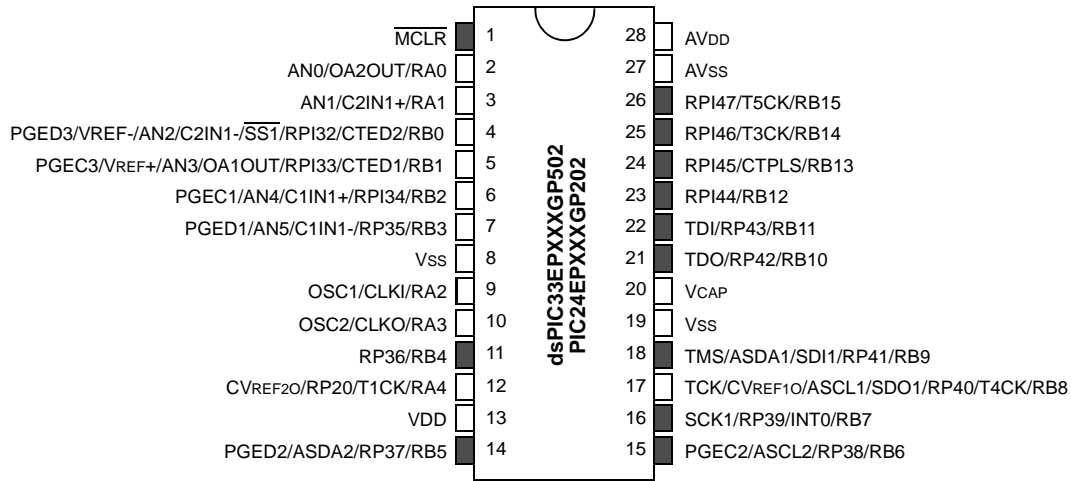 MCLR 1 28 AVDD
AN0/OA2OUT/RA0 2 27 AVSS
AN1/C2IN1+/RA1 3 26 RPI47/T5CK/RB15
PGED3/VREF-/AN2/C2IN1-/SS1/RPI32/CTED2/RB0 4 25 RPI46/T3CK/RB14
PGEC3/VREF+/AN3/OA1OUT/RPI33/CTED1/RB1 5 24 RPI45/CTPLS/RB13
PGEC1/AN4/C1IN1+/RPI34/RB2 6 23 RPI44/RB12
PGED1/AN5/C1IN1-/RP35/RB3 7 22 TDI/RP43/RB11
VSS 8 21 TDO/RP42/RB10
OSC1/CLKI/RA2 9 20 VCAP
OSC2/CLKO/RA3 10 19 VSS
RP36/RB4 11 18 TMS/ASDA1/SDI1/RP41/RB9
CVREF2O/RP20/T1CK/RA4 12 17 TCK/CVREF1O/ASCL1/SDO1/RP40/T4CK/RB8
VDD 13 16 SCK1/RP39/INT0/RB7
PGED2/ASDA2/RP37/RB5 14 15 PGEC2/ASCL2/RP38/RB6
dsPIC33EPXXXGP502
PIC24EPXXXGP202